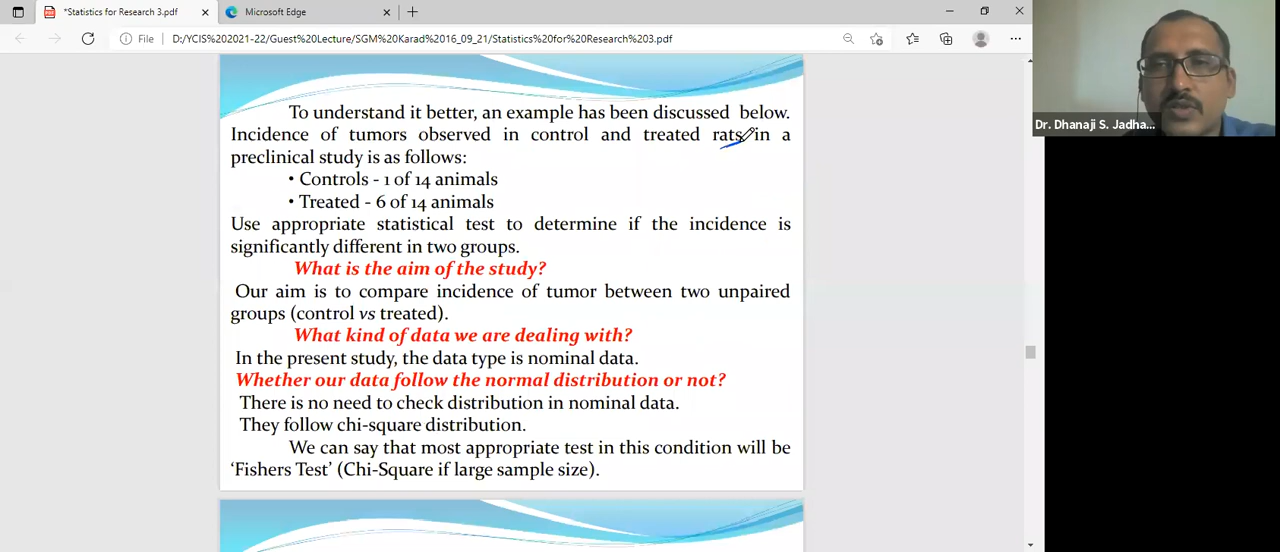 *Statistics for Research 3.pdf
Microsoft Edge
File
D:/YCIS%202021-22/Guest%20Lecture/SGM%20Karad%2016_09_21/Statistics%20for%20Research%203.pdf
To understand it better, an example has been discussed below.
Incidence of tumors observed in control and treated rats in a
preclinical study is as follows:
• Controls - 1 of 14 animals
• Treated - 6 of 14 animals
Use appropriate statistical test to determine if the incidence is
significantly different in two groups.
What is the aim of the study?
Our aim is to compare incidence of tumor between two unpaired
groups (control vs treated).
What kind of data we are dealing with?
In the present study, the data type is nominal data.
Whether our data follow the normal distribution or not?
There is no need to check distribution in nominal data.
They follow chi-square distribution.
We can say that most appropriate test in this condition will be
‘Fishers Test’ (Chi-Square if large sample size).
Dr. Dhanaji S. Jadha...